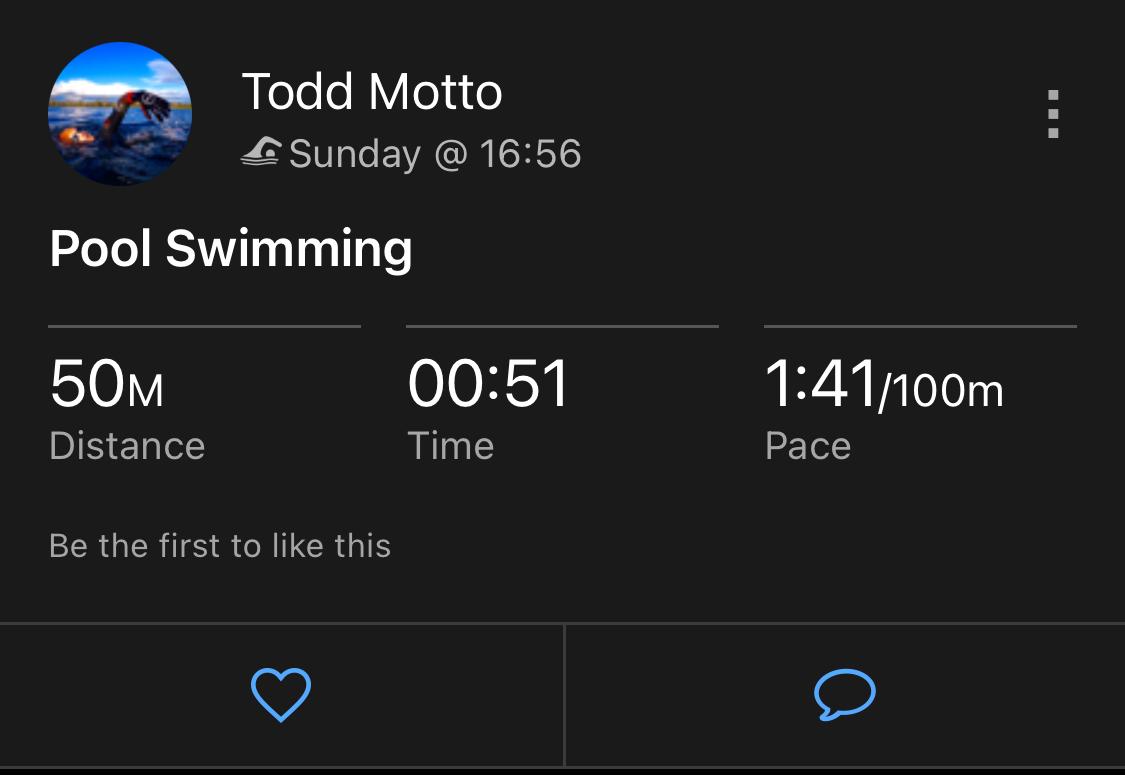 Todd Motto
Sunday @ 16:56
Pool Swimming
50M
Distance
00:51
Time
1:41/100m
Pace
Be the first to like this